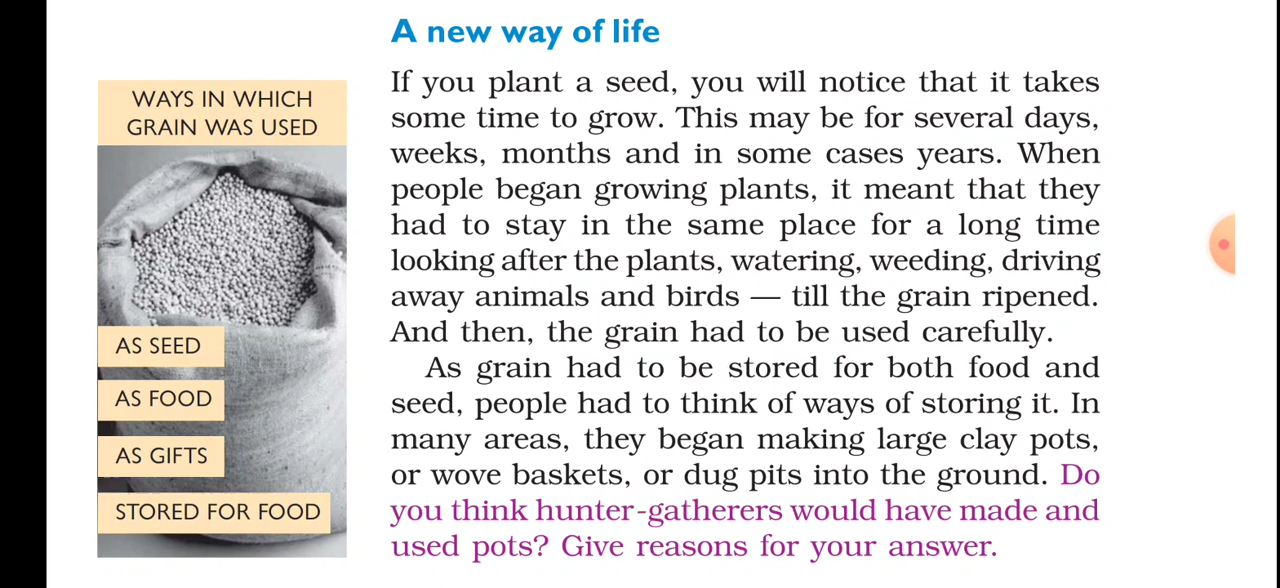 A new way of life
WAYS IN WHICH
GRAIN WAS USED
AS SEED
AS FOOD
AS GIFTS
STORED FOR FOOD
If you plant a seed, you will notice that it takes
some time to grow. This may be for several days,
weeks, months and in some cases years. When
people began growing plants, it meant that they
had to stay in the same place for a long time
looking after the plants, watering, weeding, driving
away animals and birds — till the grain ripened.
And then, the grain had to be used carefully.
As grain had to be stored for both food and
seed, people had to think of ways of storing it. In
many areas, they began making large clay pots,
or wove baskets, or dug pits into the ground. Do
you think hunter-gatherers would have made and
used pots? Give reasons for your answer.